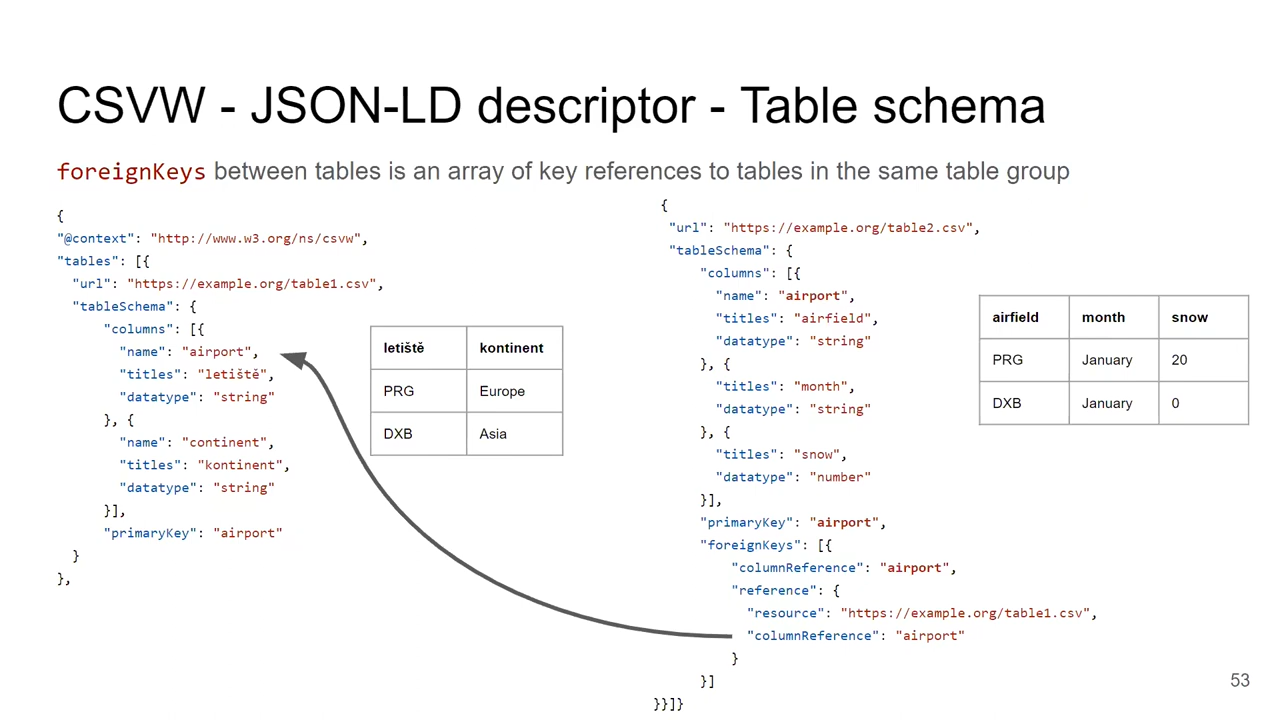 CSVW - JSON-LD descriptor - Table schema
foreignKeys between tables is an array of key references to tables in the same table group
{
"@context": "http://www.w3.org/ns/csvw",
"tables": [{
"url": "https://example.org/table1.csv",
"tableSchema": {
"columns": [{
"name": "airport",
"titles": "letiště",
"datatype": "string"
}, {
"name": "continent",
"titles": "kontinent",
"datatype": "string"
}],
"primaryKey": "airport"
}
},
letiště kontinent
PRG Europe
DXB Asia
{
"url": "https://example.org/table2.csv",
"tableSchema": {
"columns": [{
"name": "airport",
"titles": "airfield",
"datatype": "string"
}, {
"titles": "month",
"datatype": "string"
}, {
"titles": "snow",
"datatype": "number"
}],
"primaryKey": "airport",
"foreignKeys": [{
"columnReference": "airport",
"reference": {
"resource": "https://example.org/table1.csv",
"columnReference": "airport"
}
}]
}}]}
airfield month snow
PRG January 20
DXB January 0
53